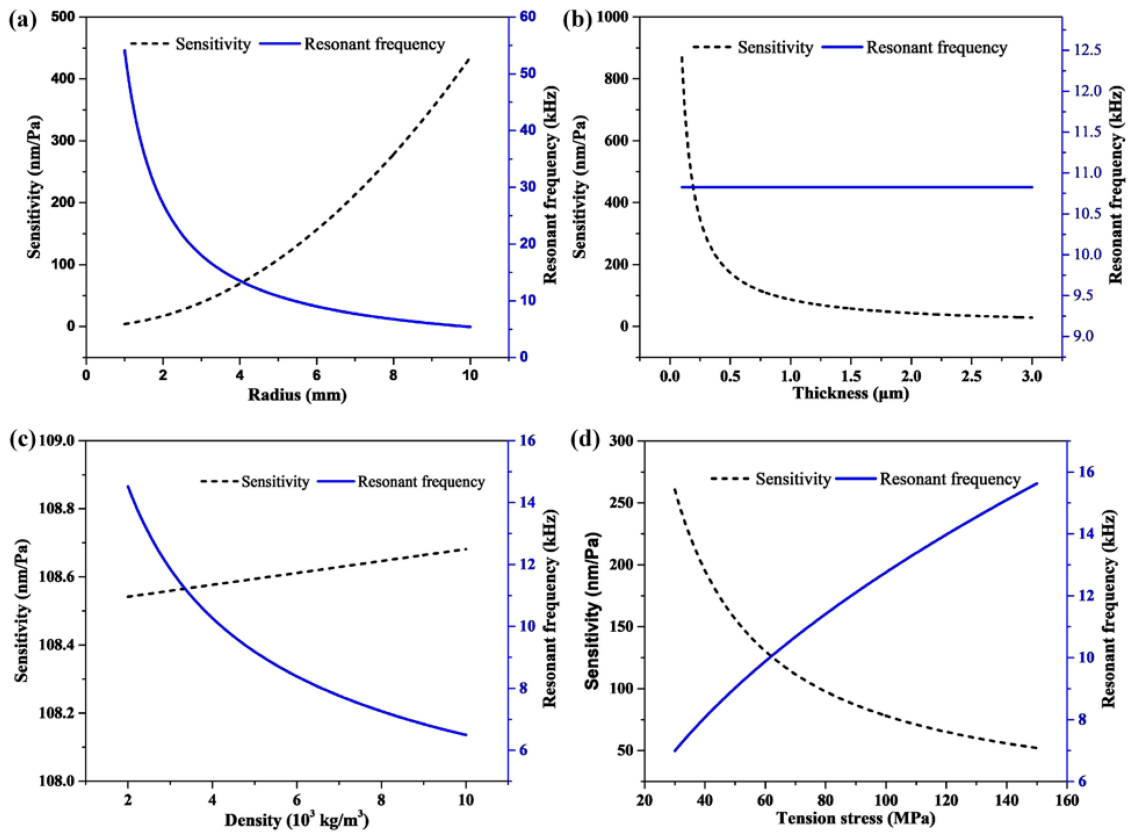 (a)
Sensitivity
Resonant frequency
500
400
300
200
100
0
Sensitivity (nm/Pa)
60
50
40
30
20
10
0
Resonant frequency (kHz)
0 2 4 6 8 10
Radius (mm)
(b)
Sensitivity
Resonant frequency
1000
800
600
400
200
0
Sensitivity (nm/Pa)
12.5
12.0
11.5
11.0
10.5
10.0
9.5
9.0
Resonant frequency (kHz)
0.0 0.5 1.0 1.5 2.0 2.5 3.0
Thickness (μm)
(c)
Sensitivity
Resonant frequency
109.0
108.8
108.6
108.4
108.2
108.0
Sensitivity (nm/Pa)
16
14
12
10
8
6
Resonant frequency (kHz)
2 4 6 8 10
Density (10³ kg/m³)
(d)
Sensitivity
Resonant frequency
300
250
200
150
100
50
Sensitivity (nm/Pa)
16
14
12
10
8
6
Resonant frequency (kHz)
20 40 60 80 100 120 140 160
Tension stress (MPa)